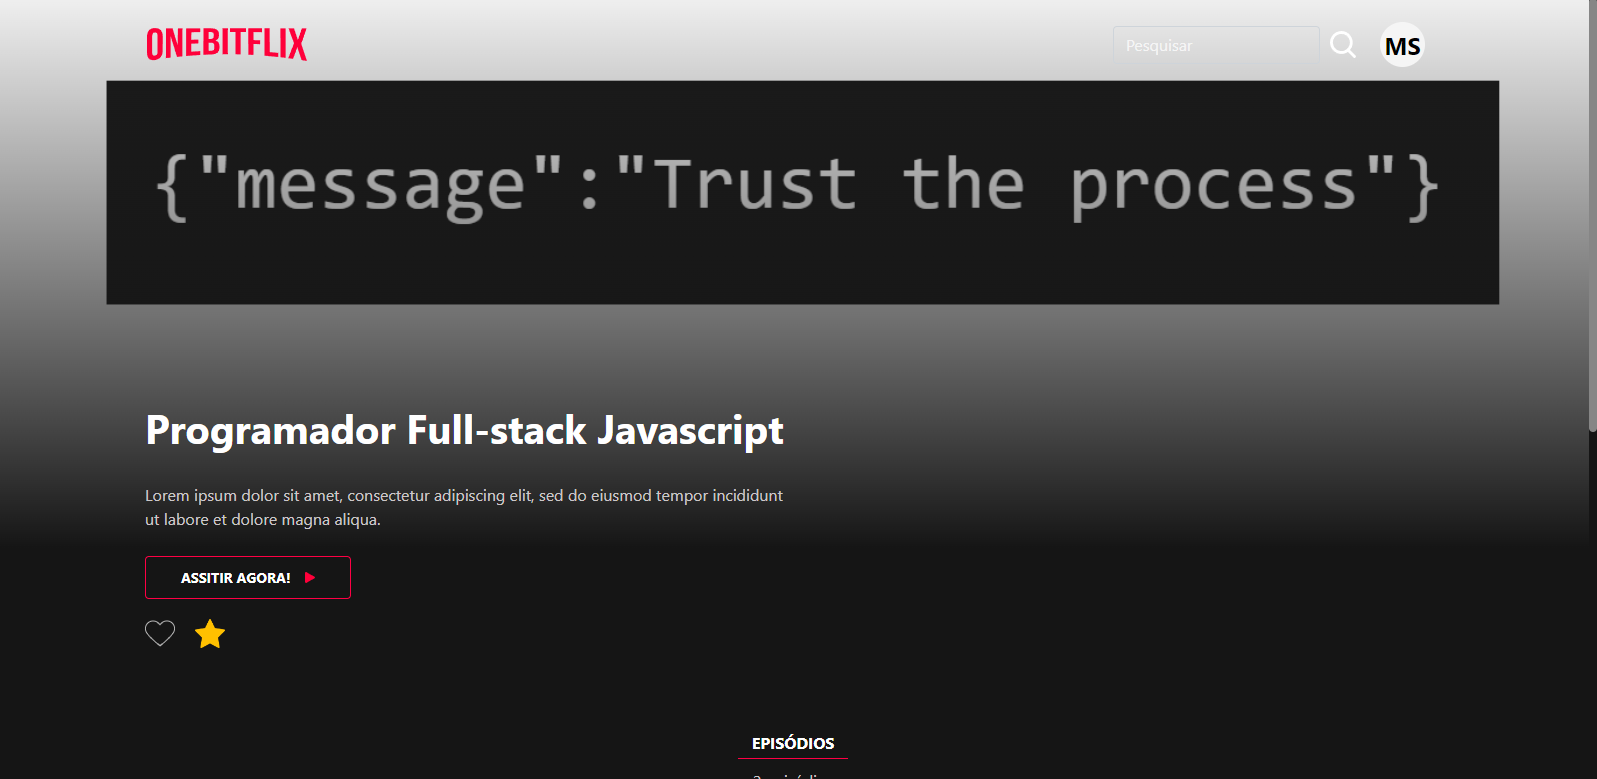 ONEBITFLIX
Pesquisar
MS
{"message":"Trust the process"}
Programador Full-stack Javascript
Lorem ipsum dolor sit amet, consectetur adipiscing elit, sed do eiusmod tempor incididunt
ut labore et dolore magna aliqua.
ASSITIR AGORA!
EPISÓDIOS